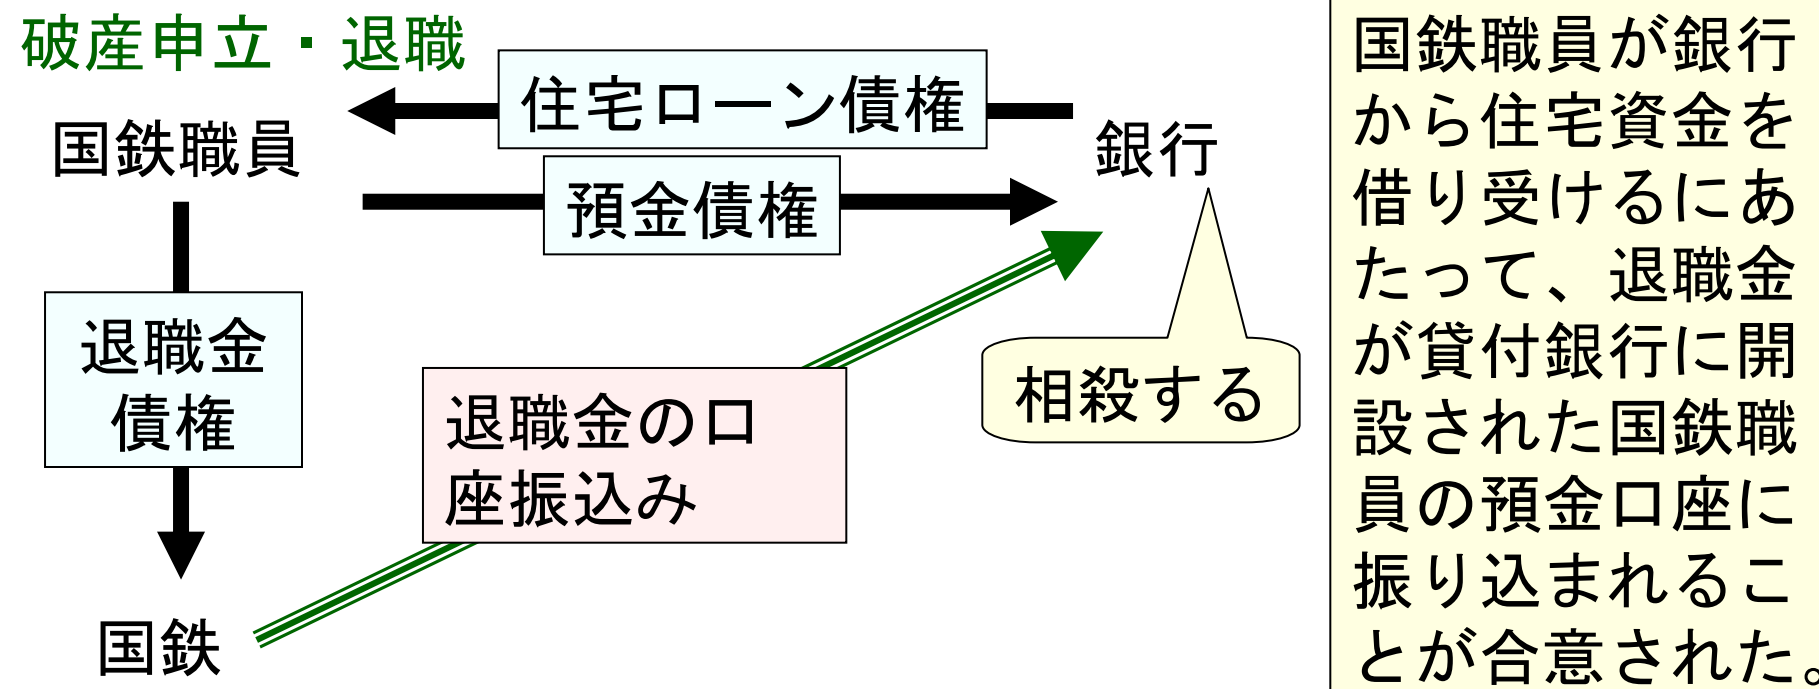 破産申立・退職
国鉄職員
住宅ローン債権
銀行
預金債権
退職金
債権
退職金の口
座振込み
相殺する
国鉄
国鉄職員が銀行
から住宅資金を
借り受けるにあ
たって、退職金
が貸付銀行に開
設された国鉄職
員の預金口座に
振り込まれるこ
とが合意された。